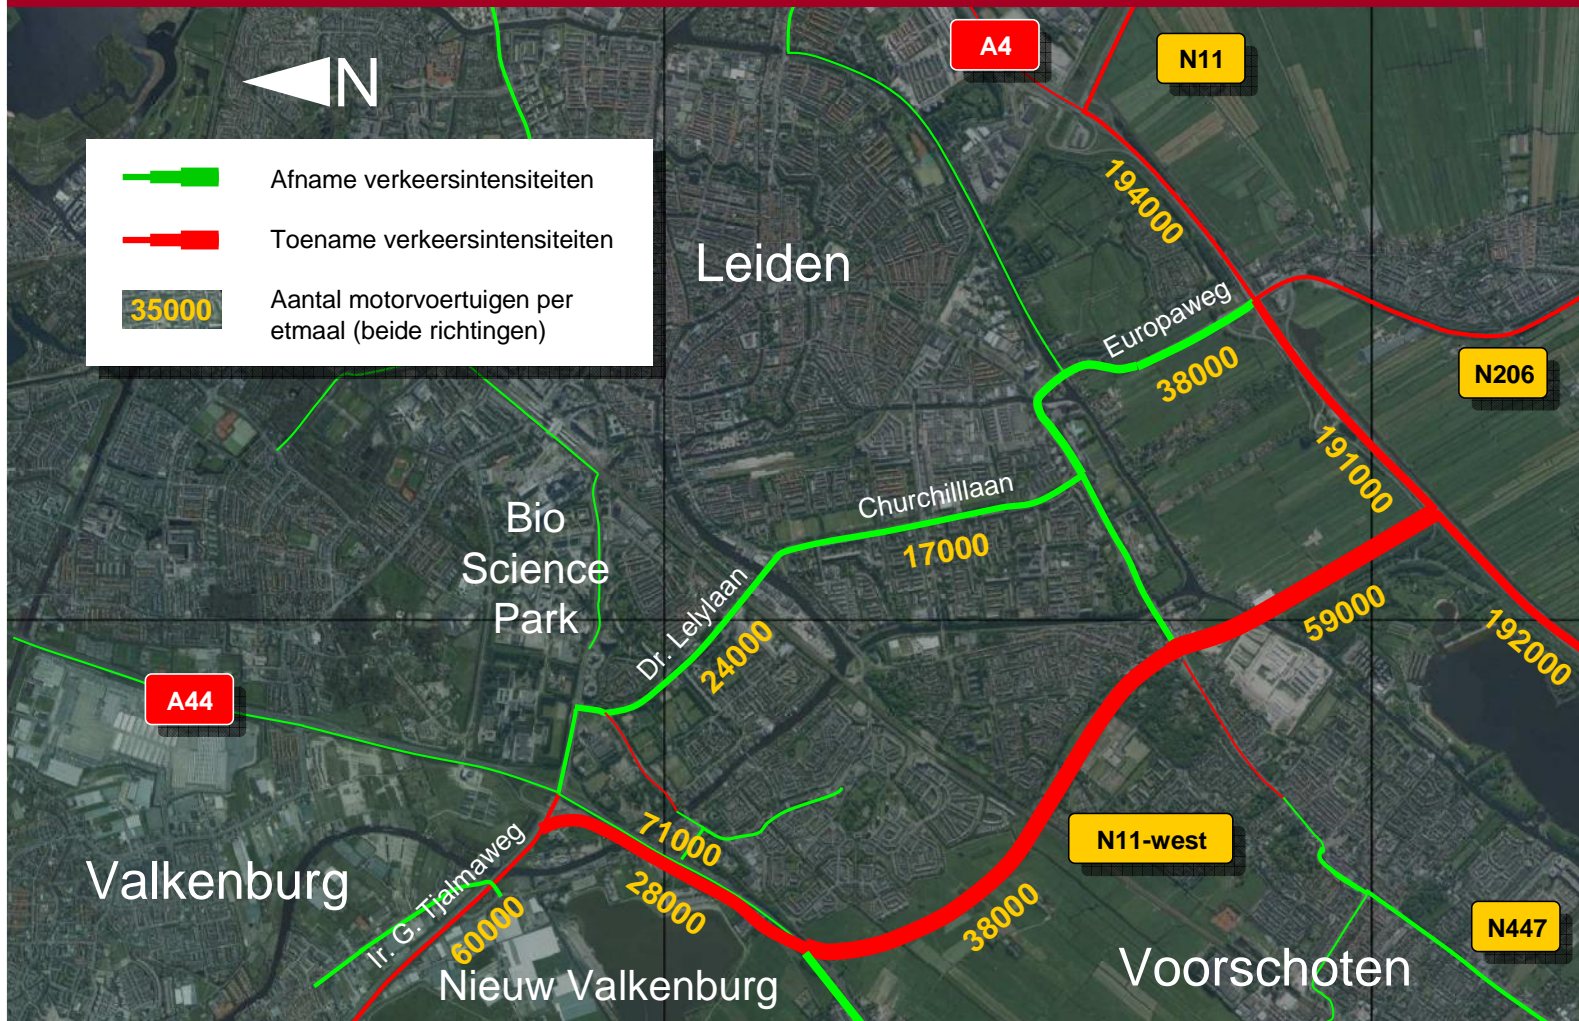 A4
N11
N
Afname verkeersintensiteiten
Toename verkeersintensiteiten
35000
Aantal motorvoertuigen per
etmaal (beide richtingen)
194000
Leiden
Europaweg
38000
N206
191000
Churchilllaan
17000
Bio
Science
Park
Dr. Lelylaan
24000
59000
192000
A44
71000
N11-west
28000
Valkenburg
Ir. G. Tjalmaweg
60000
38000
N447
Nieuw Valkenburg
Voorschoten